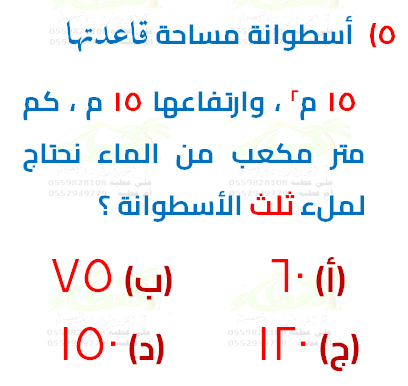 ٥) أسطوانة مساحة قاعدتها
١٥ م٢ ، وارتفاعها ١٥ م ، كم
متر مكعب من الماء نحتاج
لملء ثلث الأسطوانة ؟
(أ) ٦٠ (ب) ٧٥
(ج) ١٢٠ (د) ١٥٠